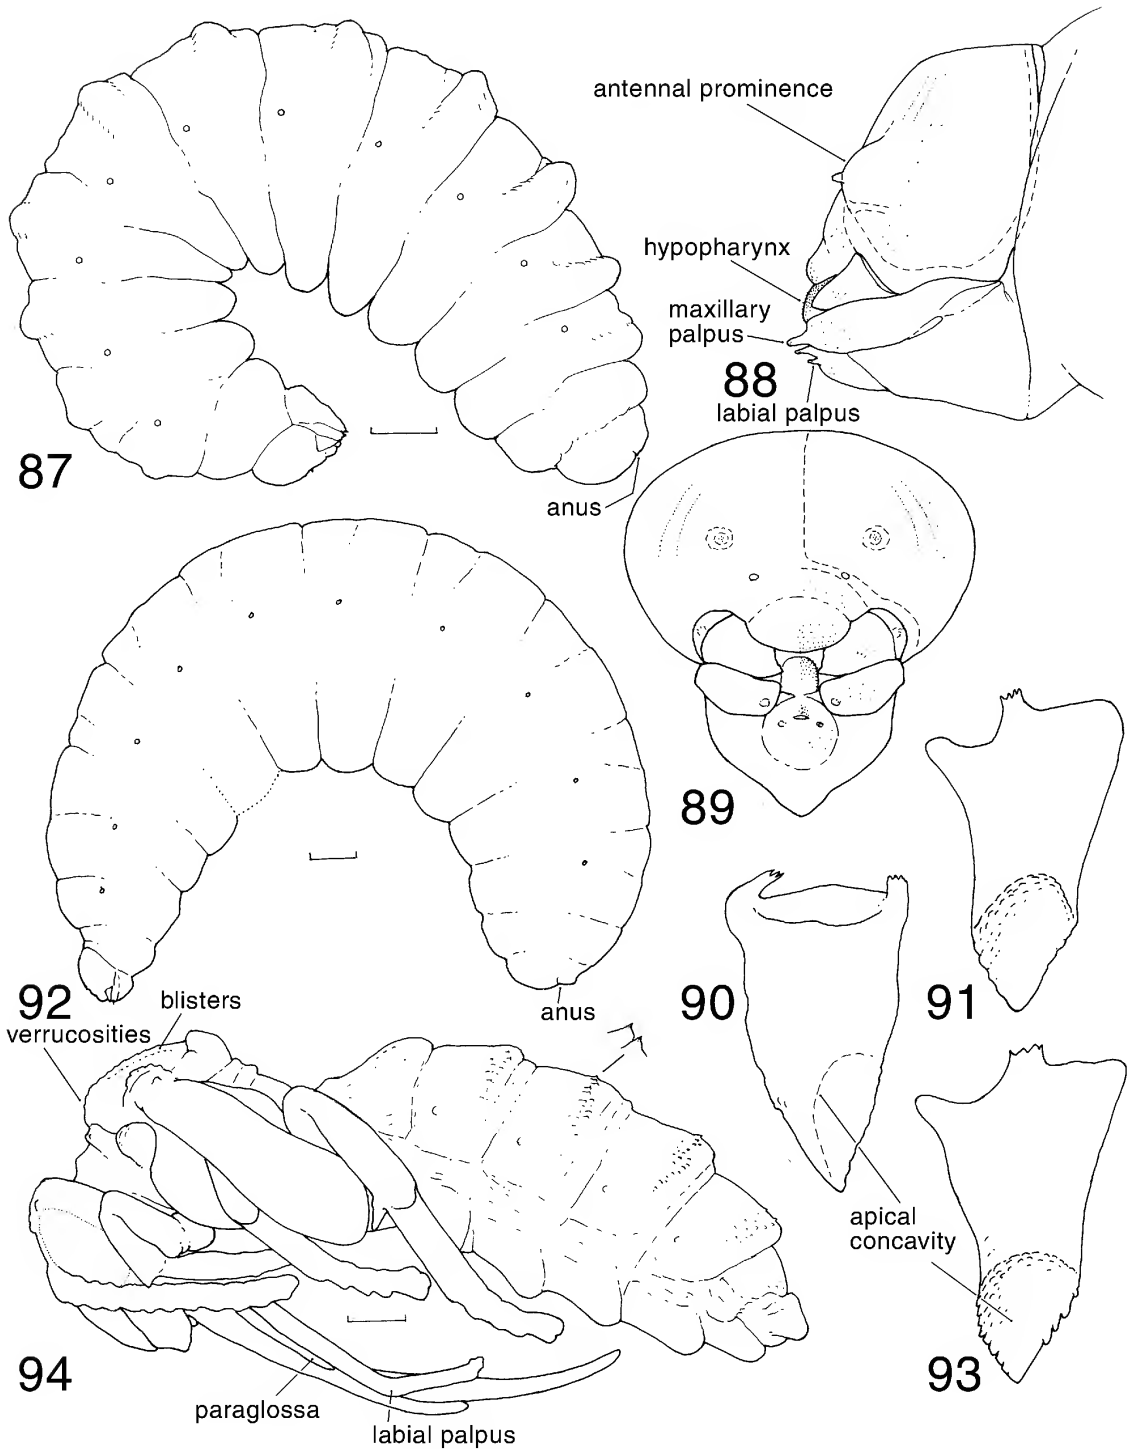 antennal prominence
hypopharynx
maxillary
palpus
88
labial palpus
87
anus
89
92
blisters
verrucosities
anus
90
91
apical
concavity
94
paraglossa
labial palpus
93